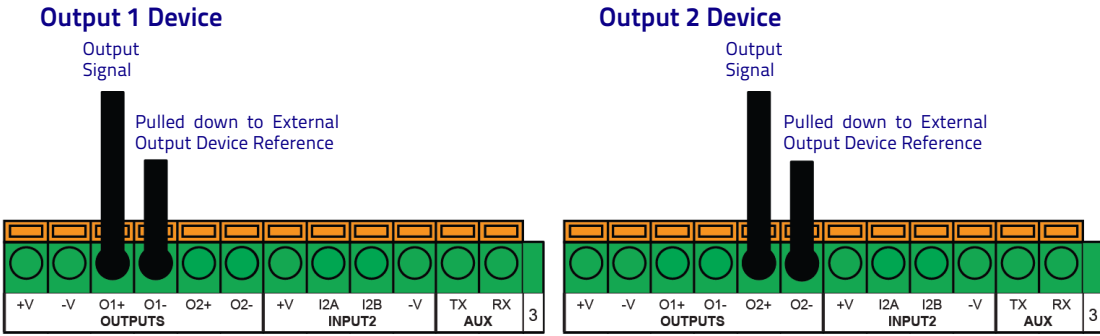 Output 1 Device
Output
Signal
Pulled down to External
Output Device Reference
+V -V O1+ O1- O2+ O2- +V I2A I2B -V TX RX 3
OUTPUTS INPUT2 AUX
Output 2 Device
Output
Signal
Pulled down to External
Output Device Reference
+V -V O1+ O1- O2+ O2- +V I2A I2B -V TX RX 3
OUTPUTS INPUT2 AUX